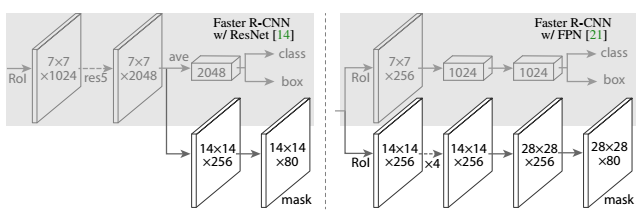 Faster R-CNN
w/ ResNet [14]
RoI
7×7
×1024
res5
7×7
×2048
ave
2048
class
box
14×14
×256
14×14
×80
mask
Faster R-CNN
w/ FPN [21]
RoI
7×7
×256
1024
1024
class
box
RoI
14×14
×256
×4
14×14
×256
28×28
×256
28×28
×80
mask